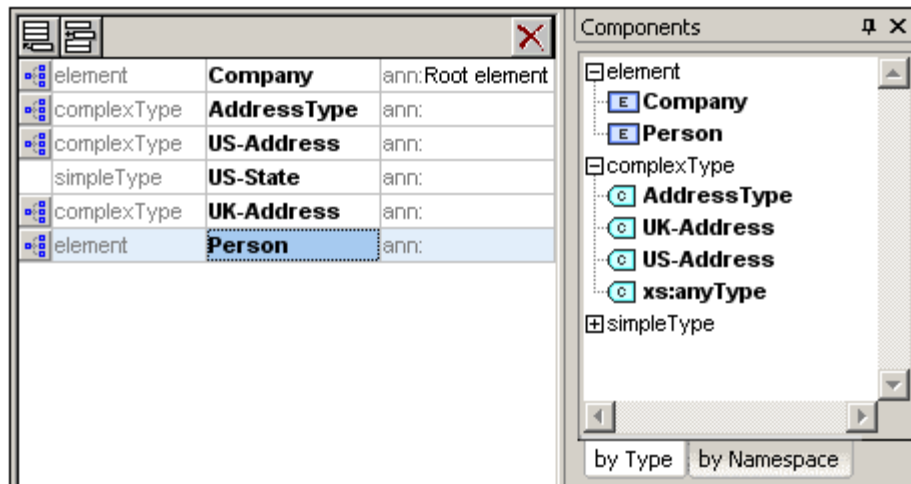 element Company ann:Root element
complexType AddressType ann:
complexType US-Address ann:
simpleType US-State ann:
complexType UK-Address ann:
element Person ann:
Components
element
E Company
E Person
complexType
C AddressType
C UK-Address
C US-Address
C xs:anyType
simpleType
by Type by Namespace